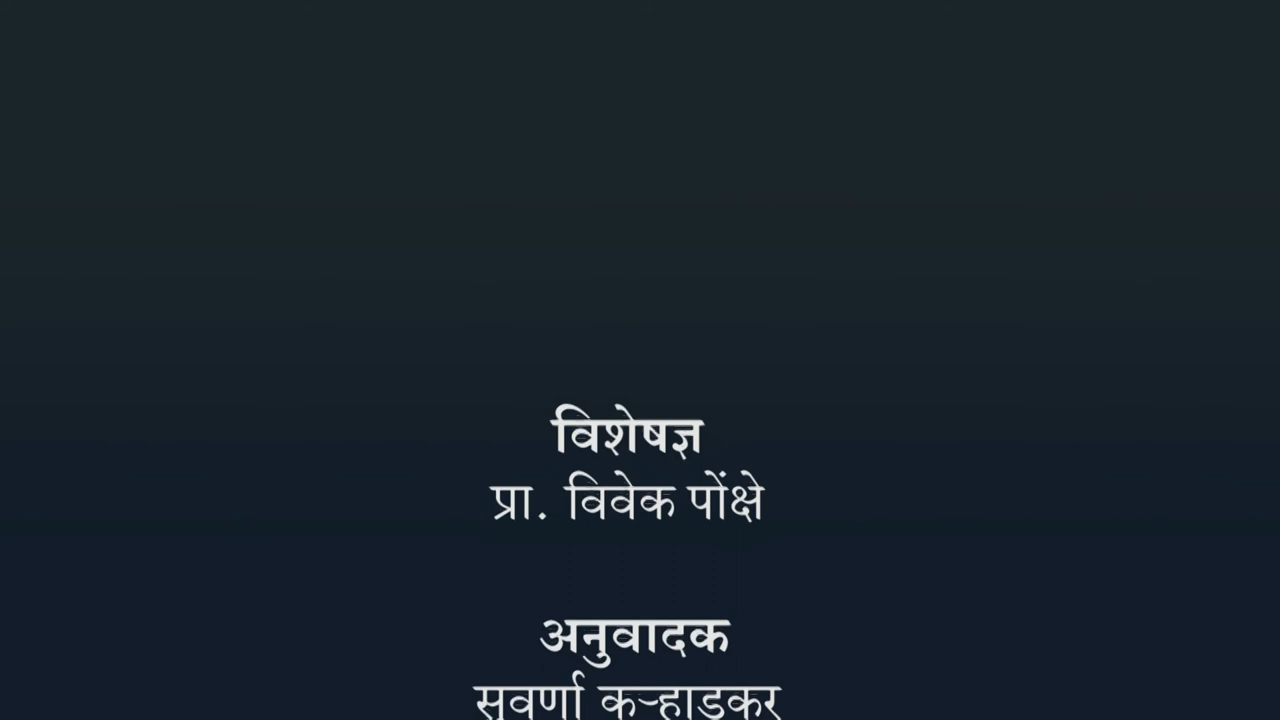 विशेषज्ञ
प्रा. विवेक पोंक्षे
अनुवादक
सुवर्णा कऱ्हाडकर